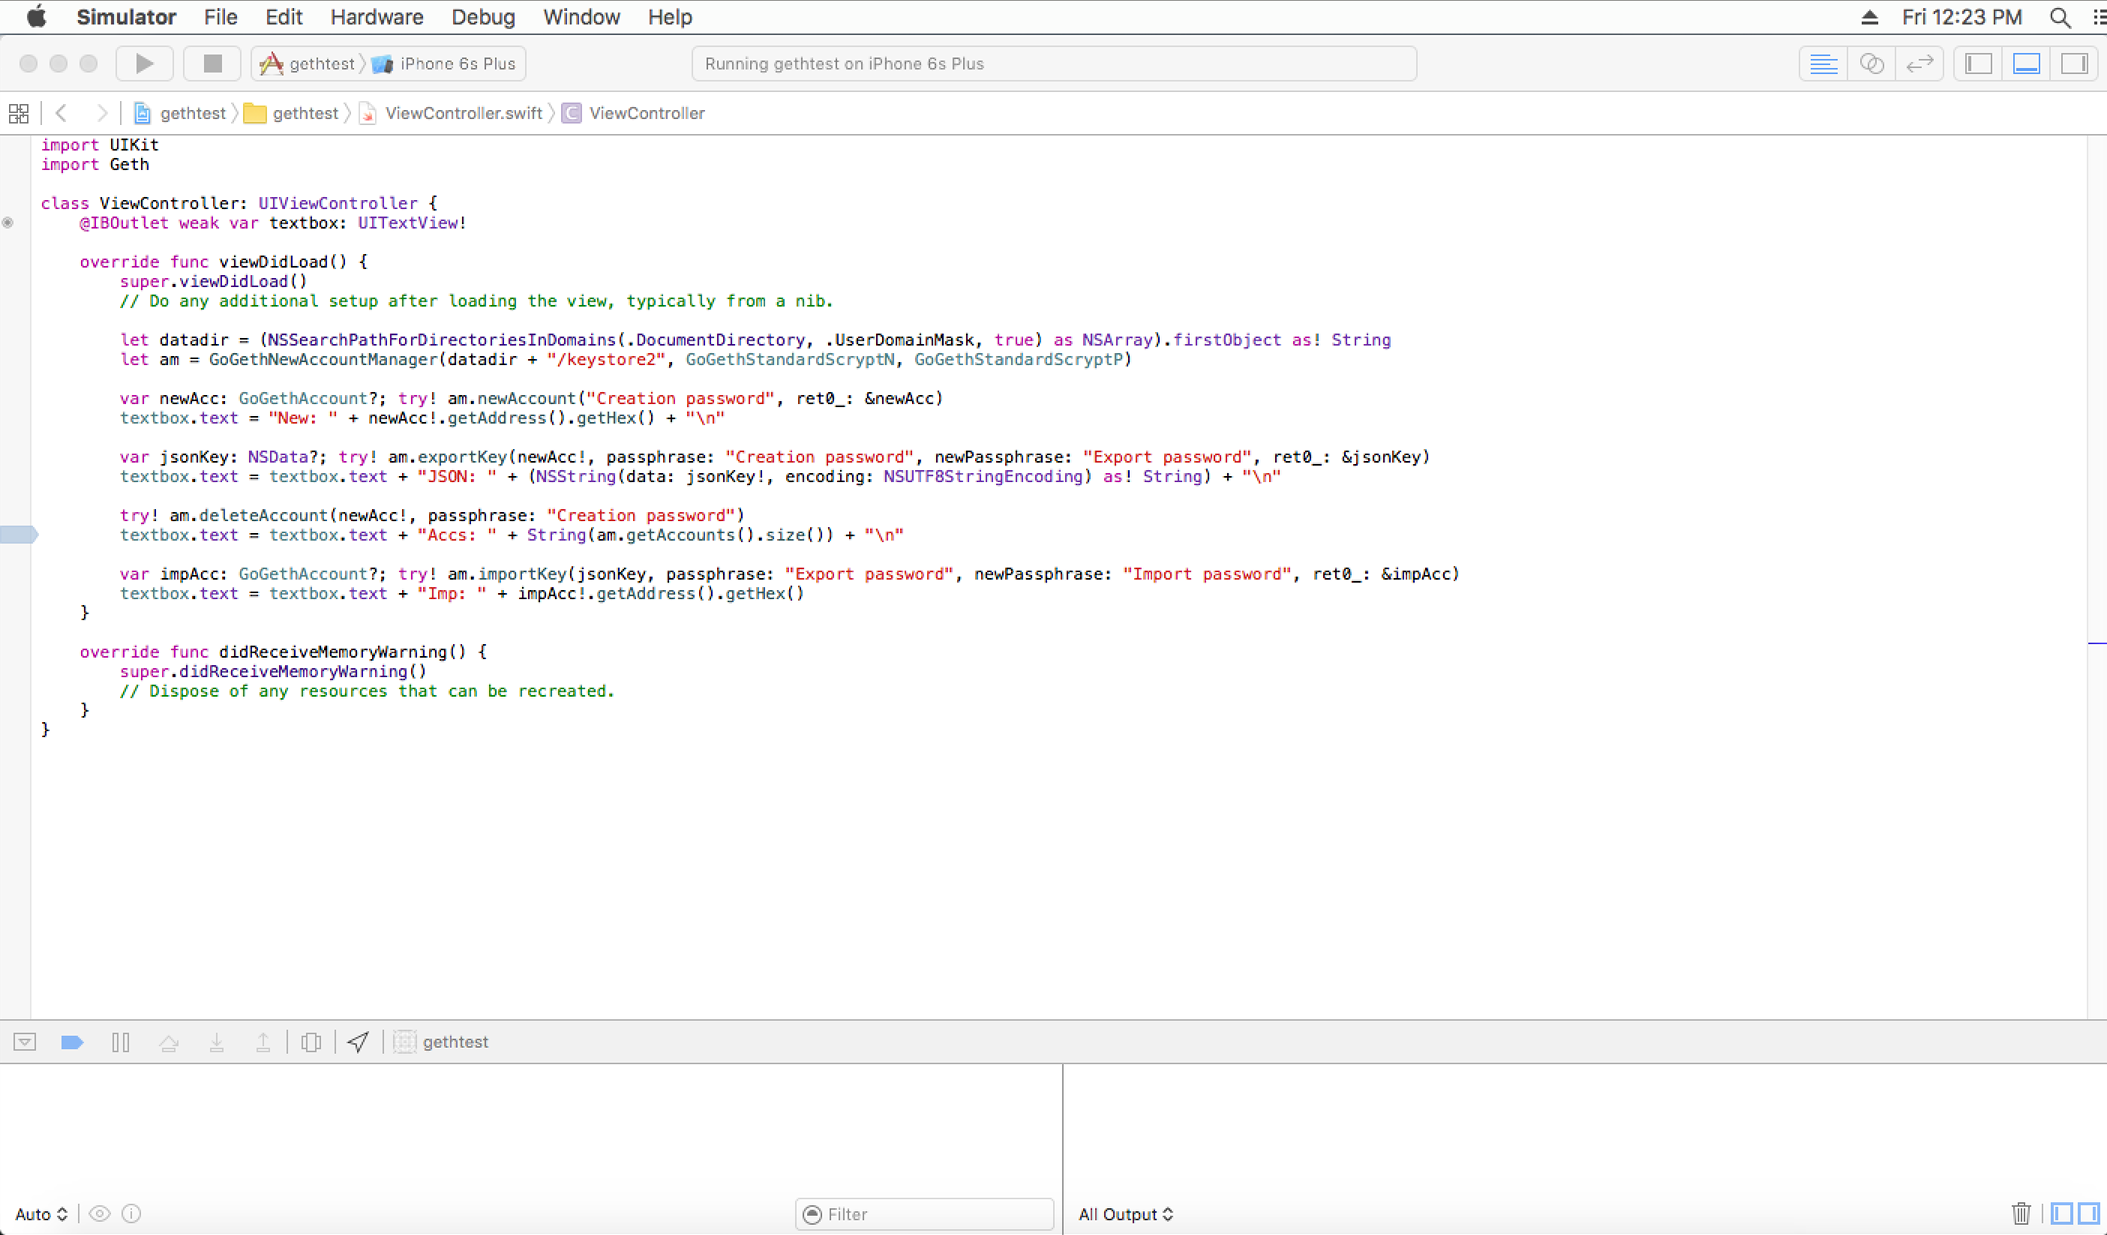 Simulator File Edit Hardware Debug Window Help Fri 12:23 PM
gethtest iPhone 6s Plus Running gethtest on iPhone 6s Plus
gethtest gethtest ViewController.swift C ViewController
import UIKit
import Geth
class ViewController: UIViewController {
@IBOutlet weak var textbox: UITextView!
override func viewDidLoad() {
super.viewDidLoad()
// Do any additional setup after loading the view, typically from a nib.
let datadir = (NSSearchPathForDirectoriesInDomains(.DocumentDirectory, .UserDomainMask, true) as NSArray).firstObject as! String
let am = GoGethNewAccountManager(datadir + "/keystore2", GoGethStandardScryptN, GoGethStandardScryptP)
var newAcc: GoGethAccount?; try! am.newAccount("Creation password", ret0_: &newAcc)
textbox.text = "New: " + newAcc!.getAddress().getHex() + "\n"
var jsonKey: NSData?; try! am.exportKey(newAcc!, passphrase: "Creation password", newPassphrase: "Export password", ret0_: &jsonKey)
textbox.text = textbox.text + "JSON: " + (NSString(data: jsonKey!, encoding: NSUTF8StringEncoding) as! String) + "\n"
try! am.deleteAccount(newAcc!, passphrase: "Creation password")
textbox.text = textbox.text + "Accs: " + String(am.getAccounts().size()) + "\n"
var impAcc: GoGethAccount?; try! am.importKey(jsonKey, passphrase: "Export password", newPassphrase: "Import password", ret0_: &impAcc)
textbox.text = textbox.text + "Imp: " + impAcc!.getAddress().getHex()
}
override func didReceiveMemoryWarning() {
super.didReceiveMemoryWarning()
// Dispose of any resources that can be recreated.
}
}
gethtest
Auto Filter All Output